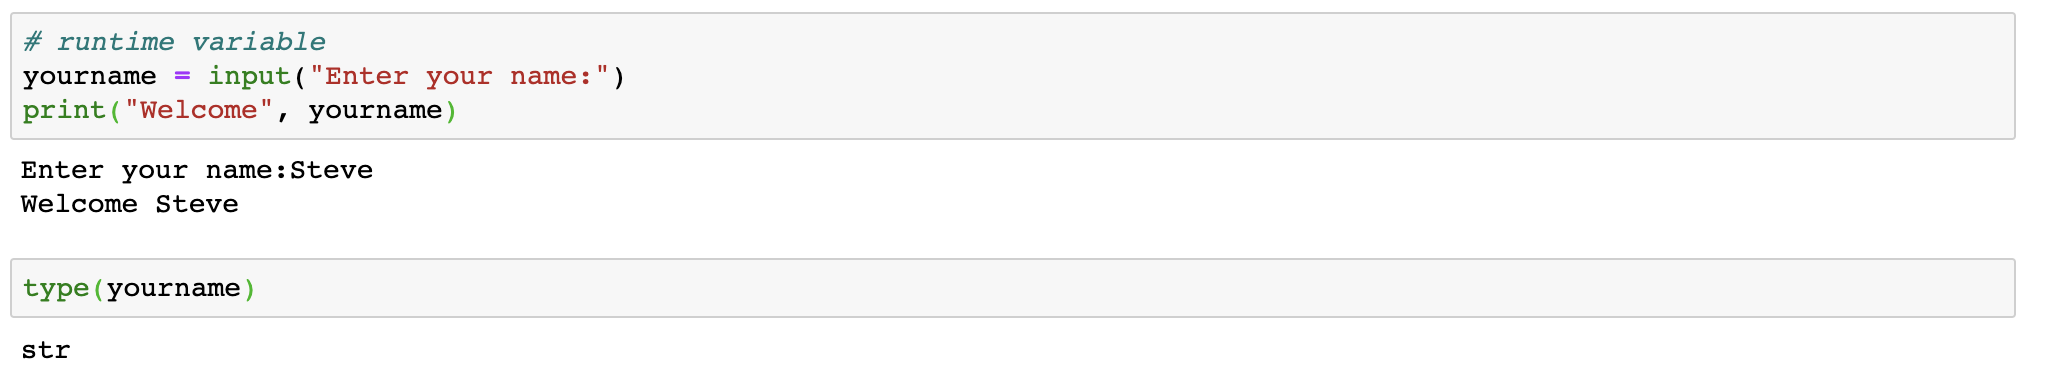 # runtime variable
yourname = input("Enter your name:")
print("Welcome", yourname)
Enter your name:Steve
Welcome Steve
type(yourname)
str